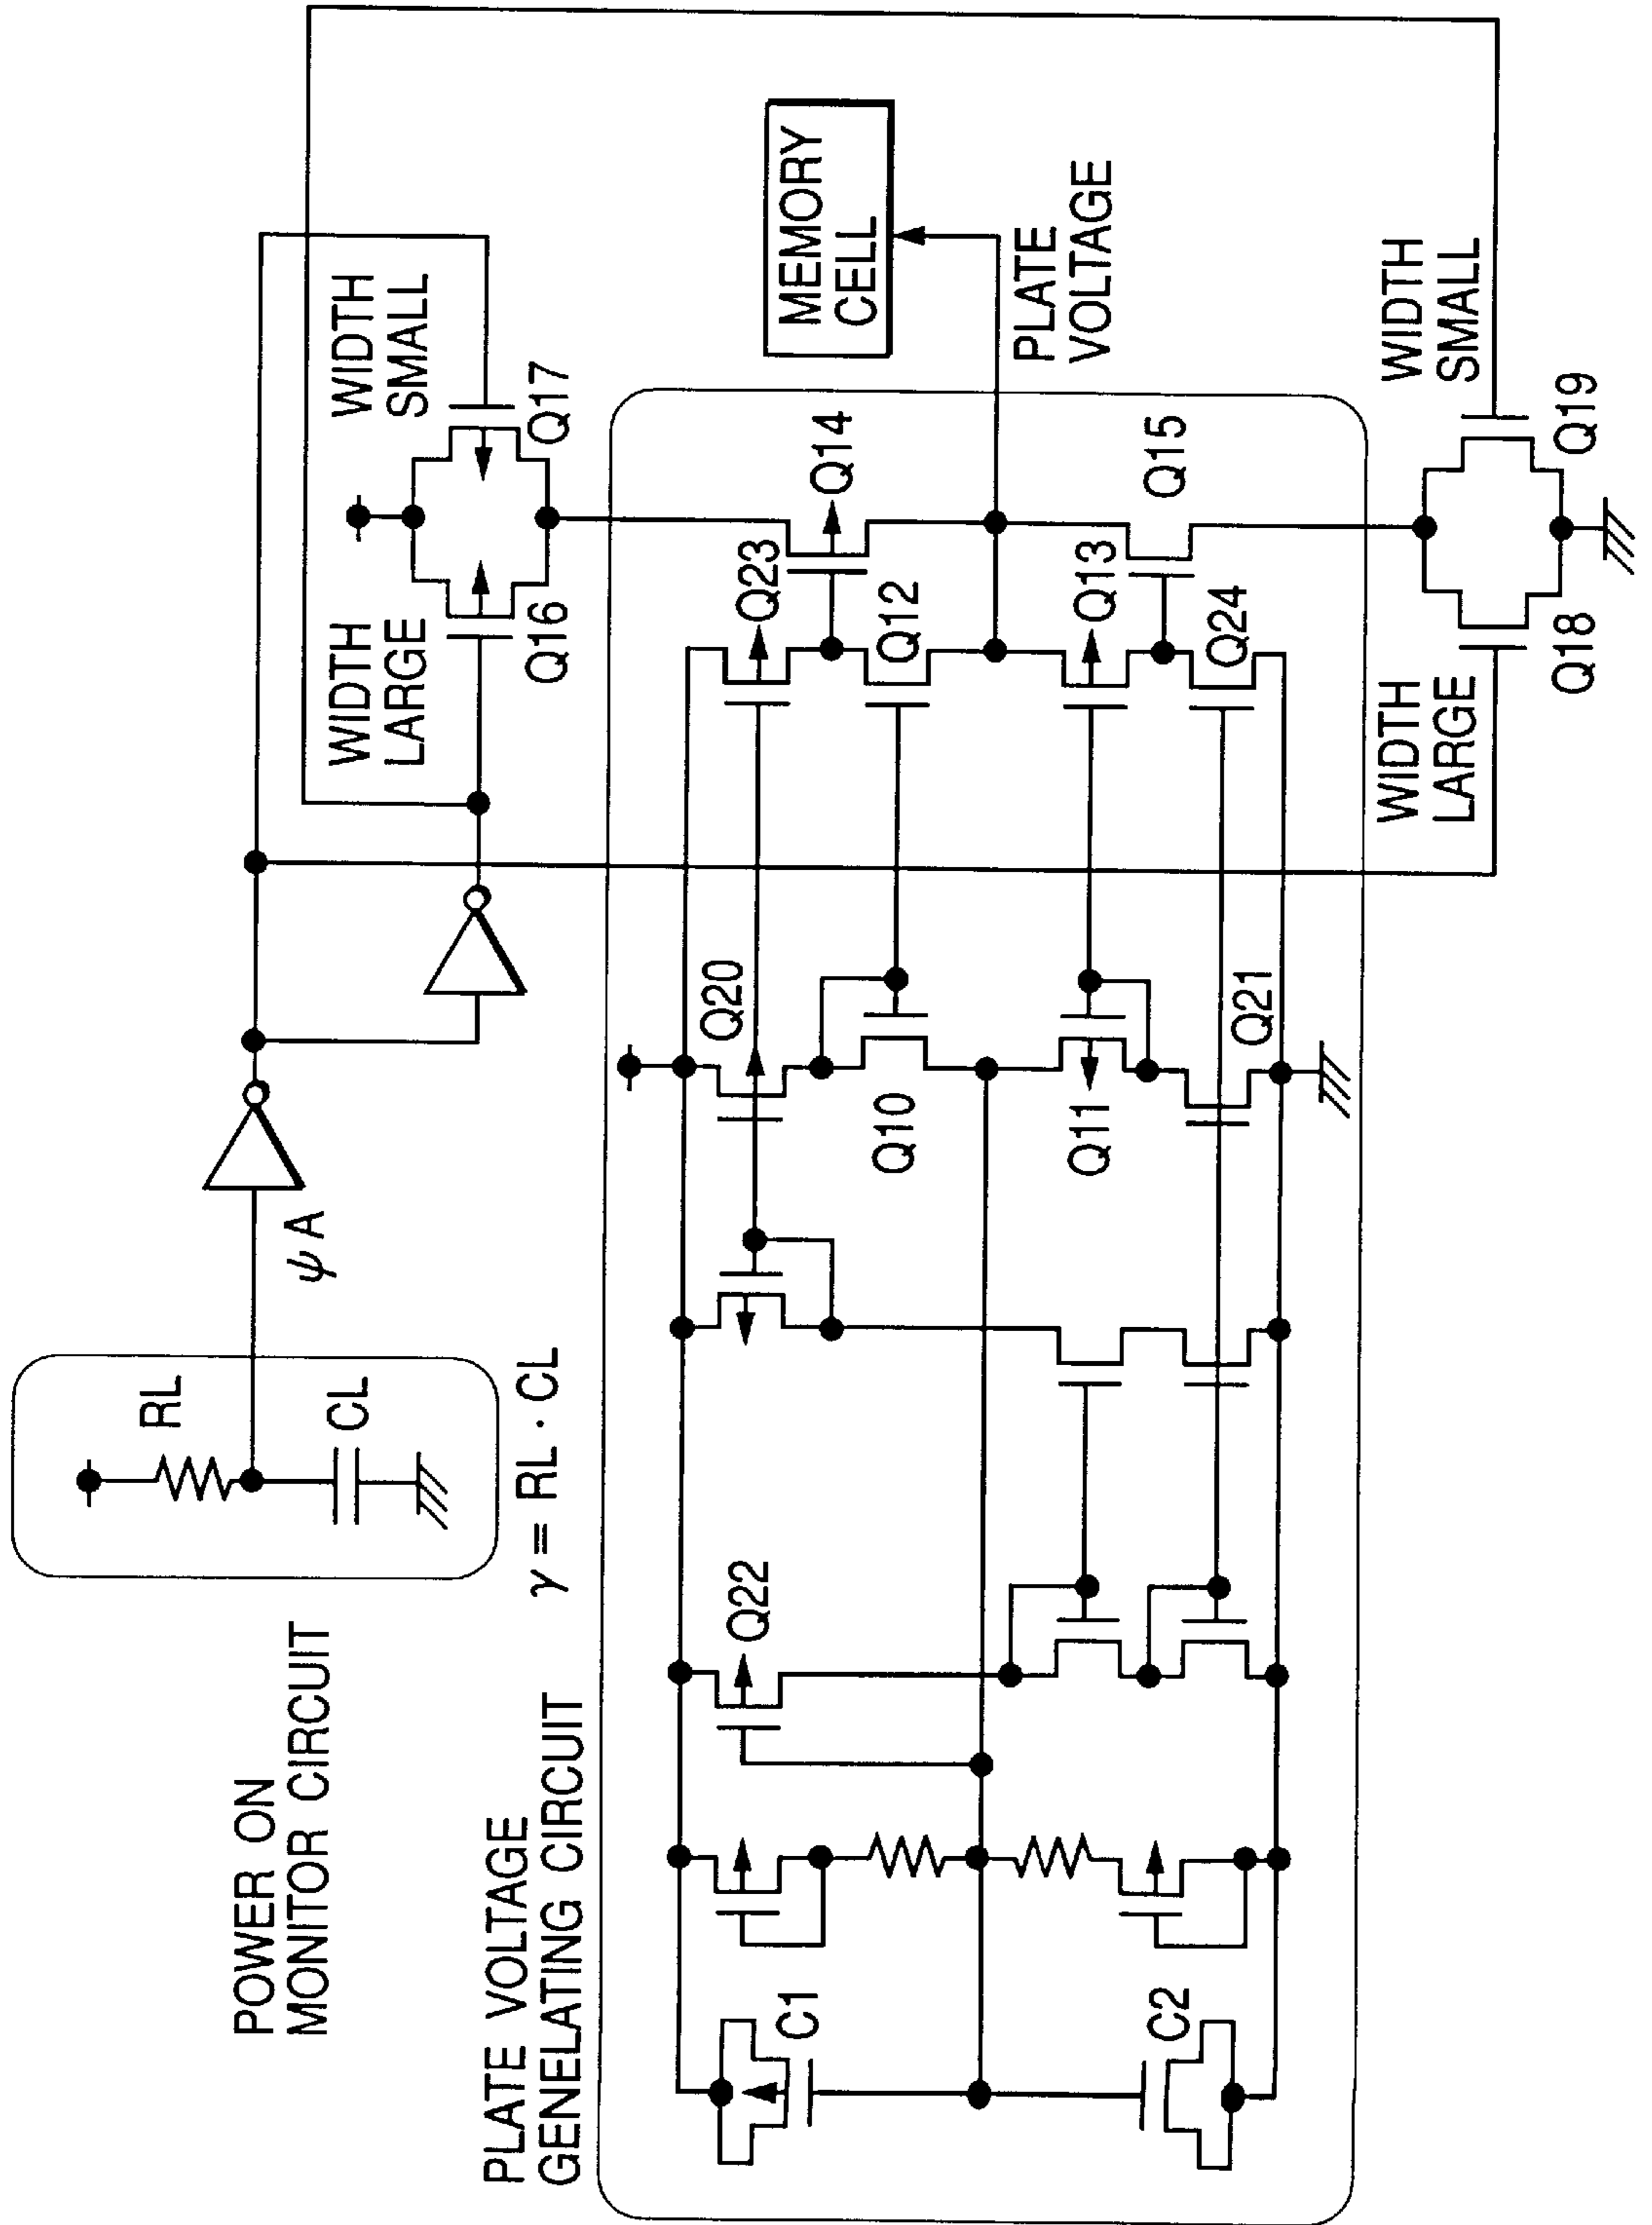 POWER ON
MONITOR CIRCUIT
RL
CL
γ = RL · CL
ψA
WIDTH
LARGE
Q16
WIDTH
SMALL
Q17
MEMORY
CELL
PLATE
VOLTAGE
PLATE VOLTAGE
GENELATING CIRCUIT
C1
C2
Q22
Q20
Q10
Q11
Q21
Q23
Q14
Q12
Q13
Q15
Q24
WIDTH
LARGE
Q18
WIDTH
SMALL
Q19